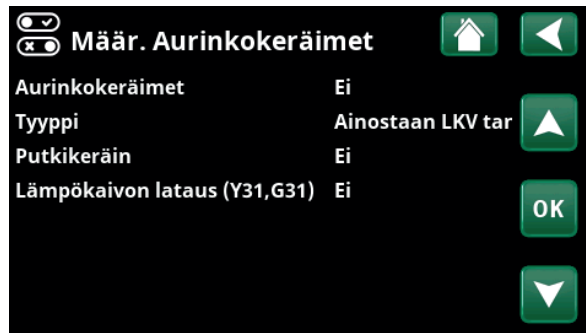 Määr. Aurinkokeräimet
Aurinkokeräimet Ei
Tyyppi Ainostaan LKV tar
Putkikeräin Ei
Lämpökaivon lataus (Y31,G31) Ei
OK